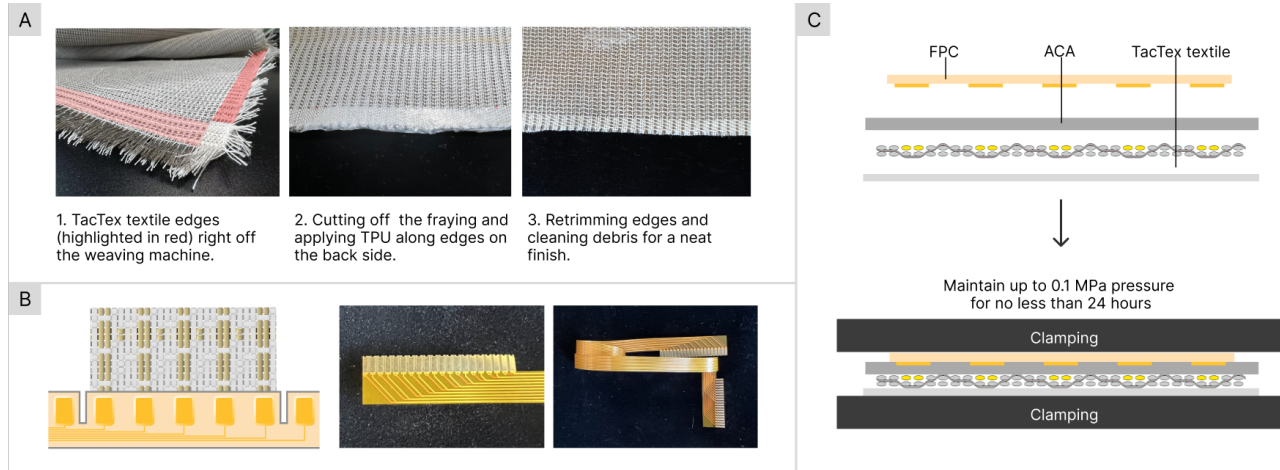 A
1. TacTex textile edges
(highlighted in red) right off
the weaving machine.
2. Cutting off the fraying and
applying TPU along edges on
the back side.
3. Retrimming edges and
cleaning debris for a neat
finish.
B
C
FPC
ACA
TacTex textile
Maintain up to 0.1 MPa pressure
for no less than 24 hours
Clamping
Clamping